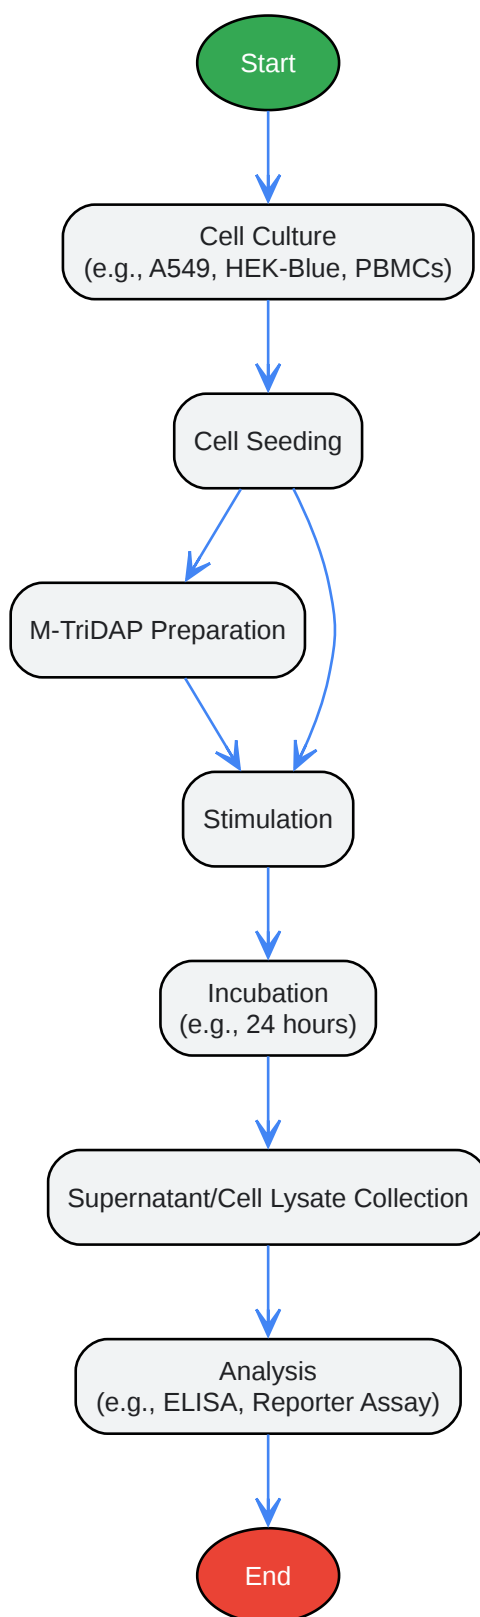 Start
Cell Culture
(e.g., A549, HEK-Blue, PBMCs)
Cell Seeding
M-TriDAP Preparation
Stimulation
Incubation
(e.g., 24 hours)
Supernatant/Cell Lysate Collection
Analysis
(e.g., ELISA, Reporter Assay)
End